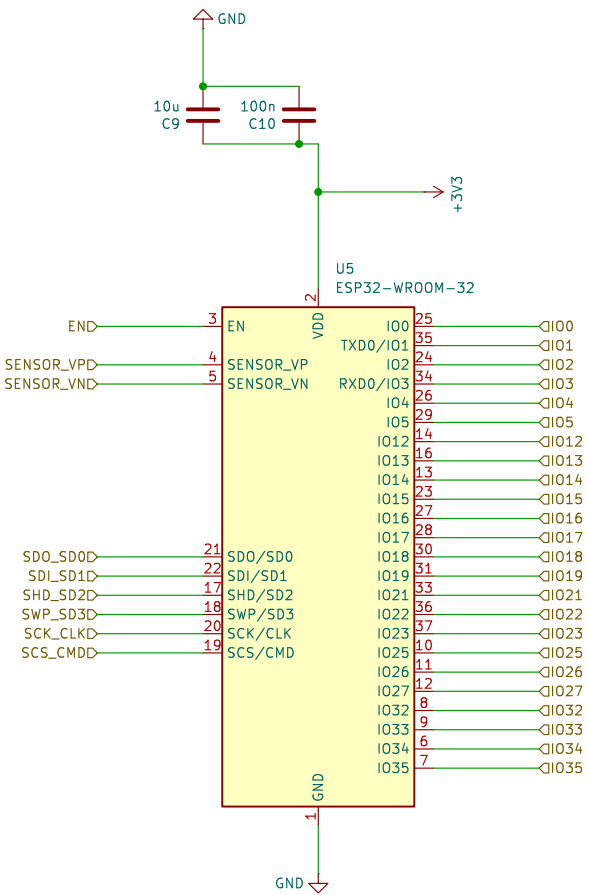 GND
10u
C9
100n
C10
+3V3
U5
ESP32-WROOM-32
2
VDD
EN 3 EN
SENSOR_VP 4 SENSOR_VP
SENSOR_VN 5 SENSOR_VN
SDO_SD0 21 SDO/SD0
SDI_SD1 22 SDI/SD1
SHD_SD2 17 SHD/SD2
SWP_SD3 18 SWP/SD3
SCK_CLK 20 SCK/CLK
SCS_CMD 19 SCS/CMD
IO0 25 IO0
TXD0/IO1 35 IO1
IO2 24 IO2
RXD0/IO3 34 IO3
IO4 26 IO4
IO5 29 IO5
IO12 14 IO12
IO13 16 IO13
IO14 13 IO14
IO15 23 IO15
IO16 27 IO16
IO17 28 IO17
IO18 30 IO18
IO19 31 IO19
IO21 33 IO21
IO22 36 IO22
IO23 37 IO23
IO25 10 IO25
IO26 11 IO26
IO27 12 IO27
IO32 8 IO32
IO33 9 IO33
IO34 6 IO34
IO35 7 IO35
GND
1
GND